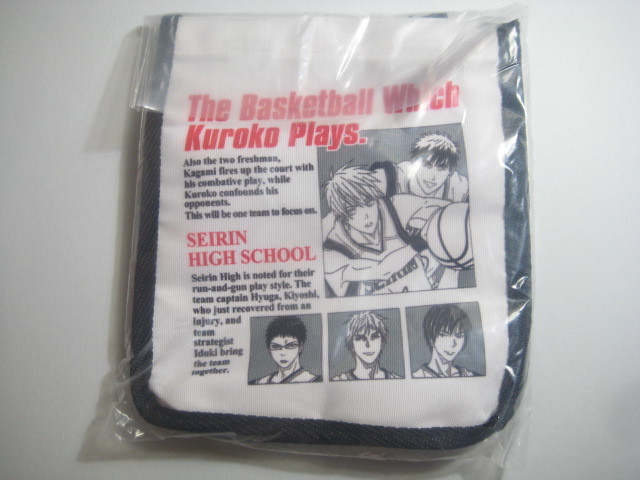 The Basketball Which
Kuroko Plays.
Also the two freshman,
Kagami fires up the court with
his combative play, while
Kuroko confounds his
opponents.
This will be one team to focus on.
SEIRIN
HIGH SCHOOL
Seirin High is noted for their
run-and-gun play style. The
team captain Hyuga, Kiyoshi,
who just recovered from an
injury, and
team
strategist
Iduki bring
the team
together.